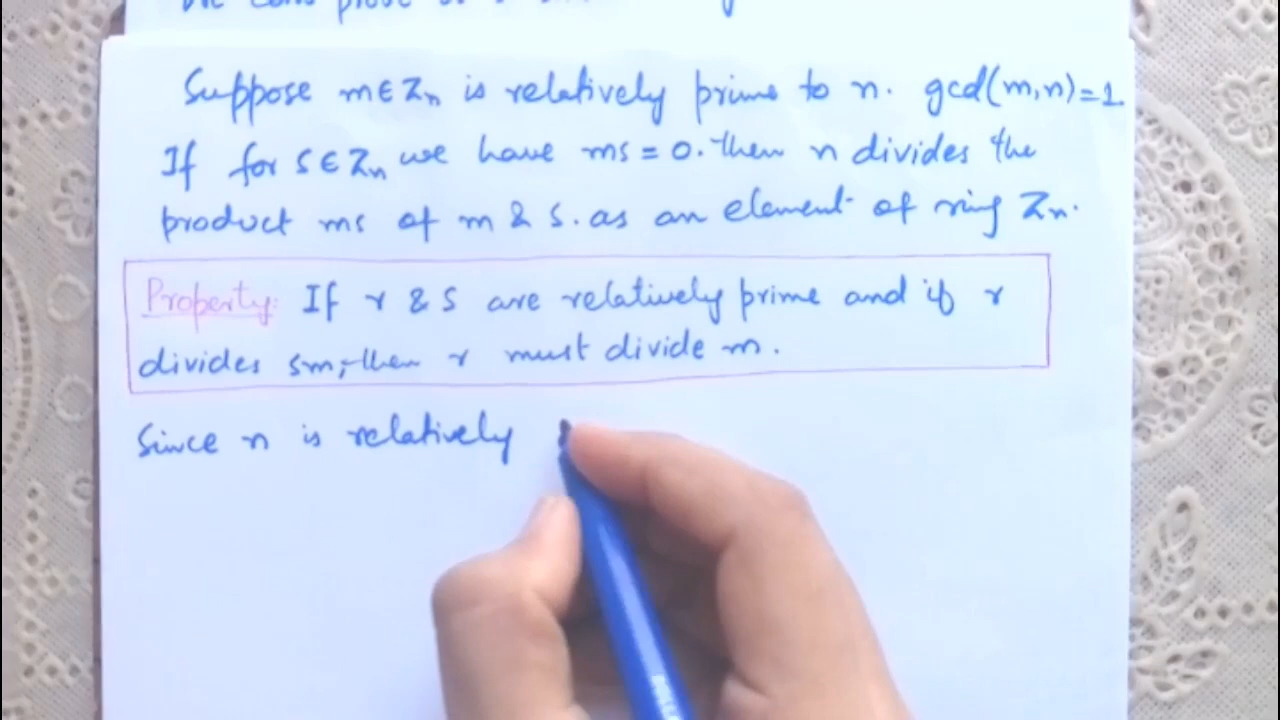 Suppose m∈Zn is relatively prime to n. gcd(m,n)=1
If for S∈Zn we have ms=0. then n divides the
product ms of m & s. as an element of ring Zn.
Property: If r & s are relatively prime and if r
divides sm, then r must divide m.
Since n is relatively